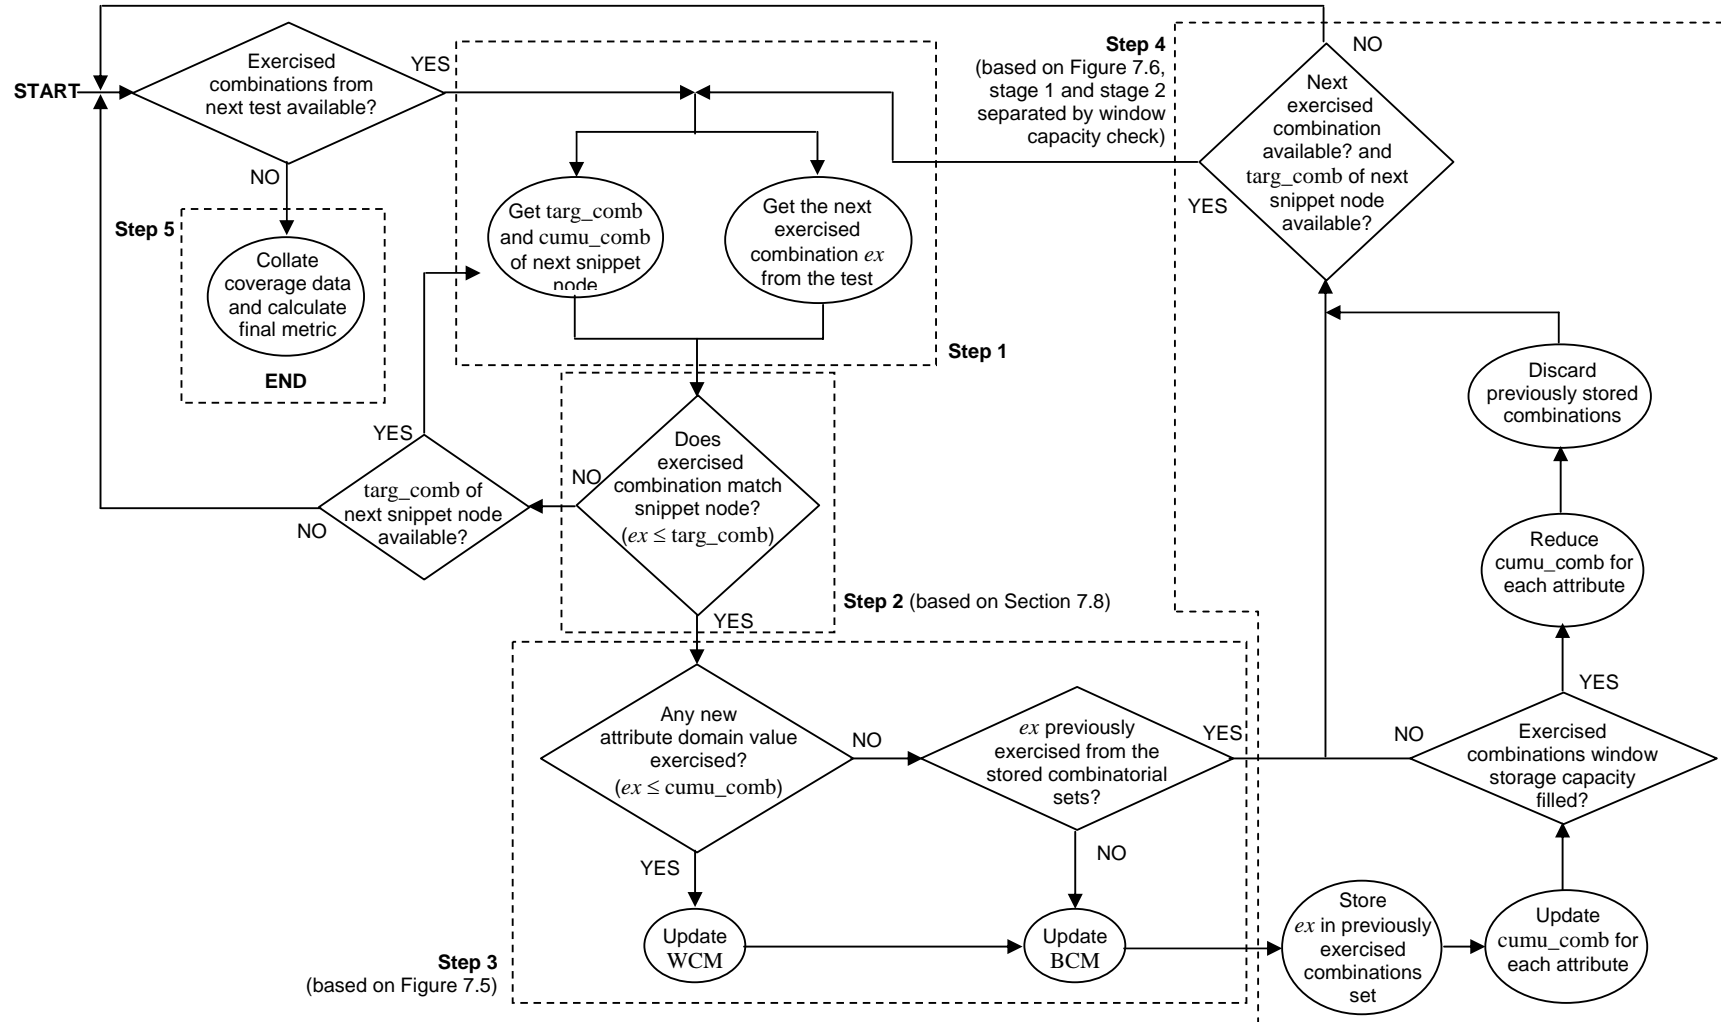 START
Exercised
combinations from
next test available?
YES
NO
Step 5
Collate
coverage data
and calculate
final metric
END
Get targ_comb
and cumu_comb
of next snippet
node
Get the next
exercised
combination ex
from the test
Step 1
Does
exercised
combination match
snippet node?
(ex ≤ targ_comb)
NO
YES
Step 2 (based on Section 7.8)
targ_comb of
next snippet node
available?
YES
NO
Any new
attribute domain value
exercised?
(ex ≤ cumu_comb)
NO
YES
ex previously
exercised from the
stored combinatorial
sets?
YES
NO
Update
WCM
Update
BCM
Step 3
(based on Figure 7.5)
Step 4
(based on Figure 7.6,
stage 1 and stage 2
separated by window
capacity check)
Store
ex in previously
exercised
combinations
set
Update
cumu_comb for
each attribute
Exercised
combinations window
storage capacity
filled?
NO
YES
Reduce
cumu_comb for
each attribute
Discard
previously stored
combinations
Next
exercised
combination
available? and
targ_comb of next
snippet node
available?
NO
YES